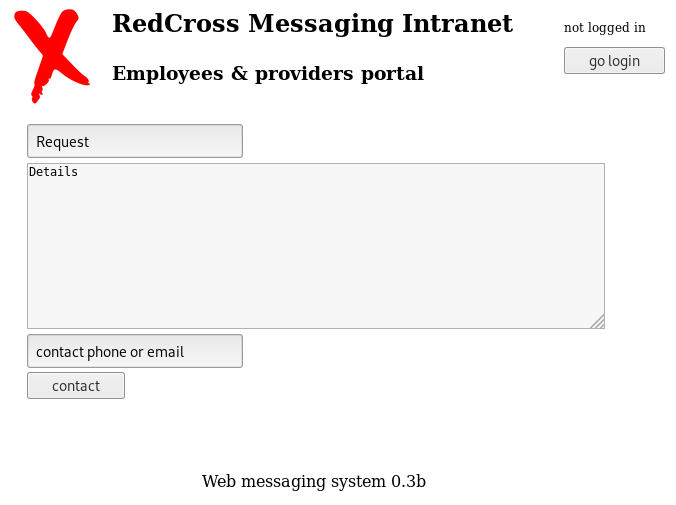 RedCross Messaging Intranet
not logged in
go login
Employees & providers portal
Request
Details
contact phone or email
contact
Web messaging system 0.3b